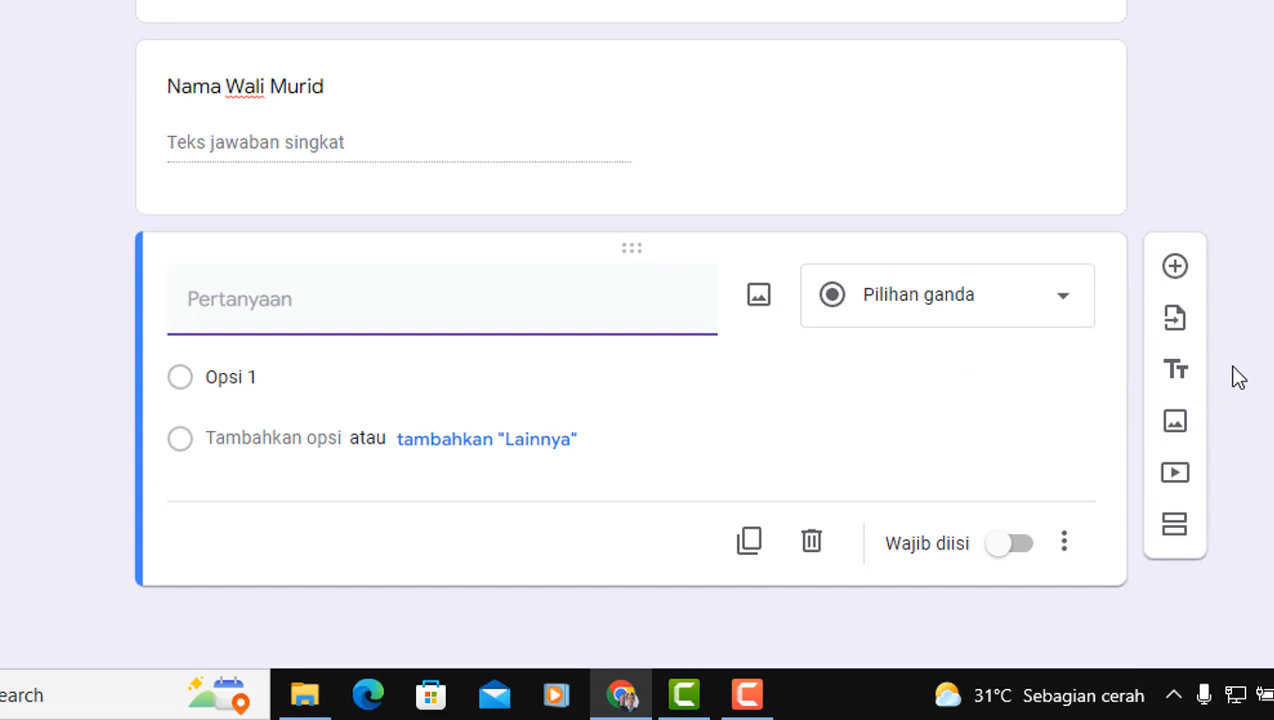 Nama Wali Murid
Teks jawaban singkat
Pertanyaan
Pilihan ganda
Opsi 1
Tambahkan opsi atau tambahkan "Lainnya"
Wajib diisi
earch
31°C Sebagian cerah